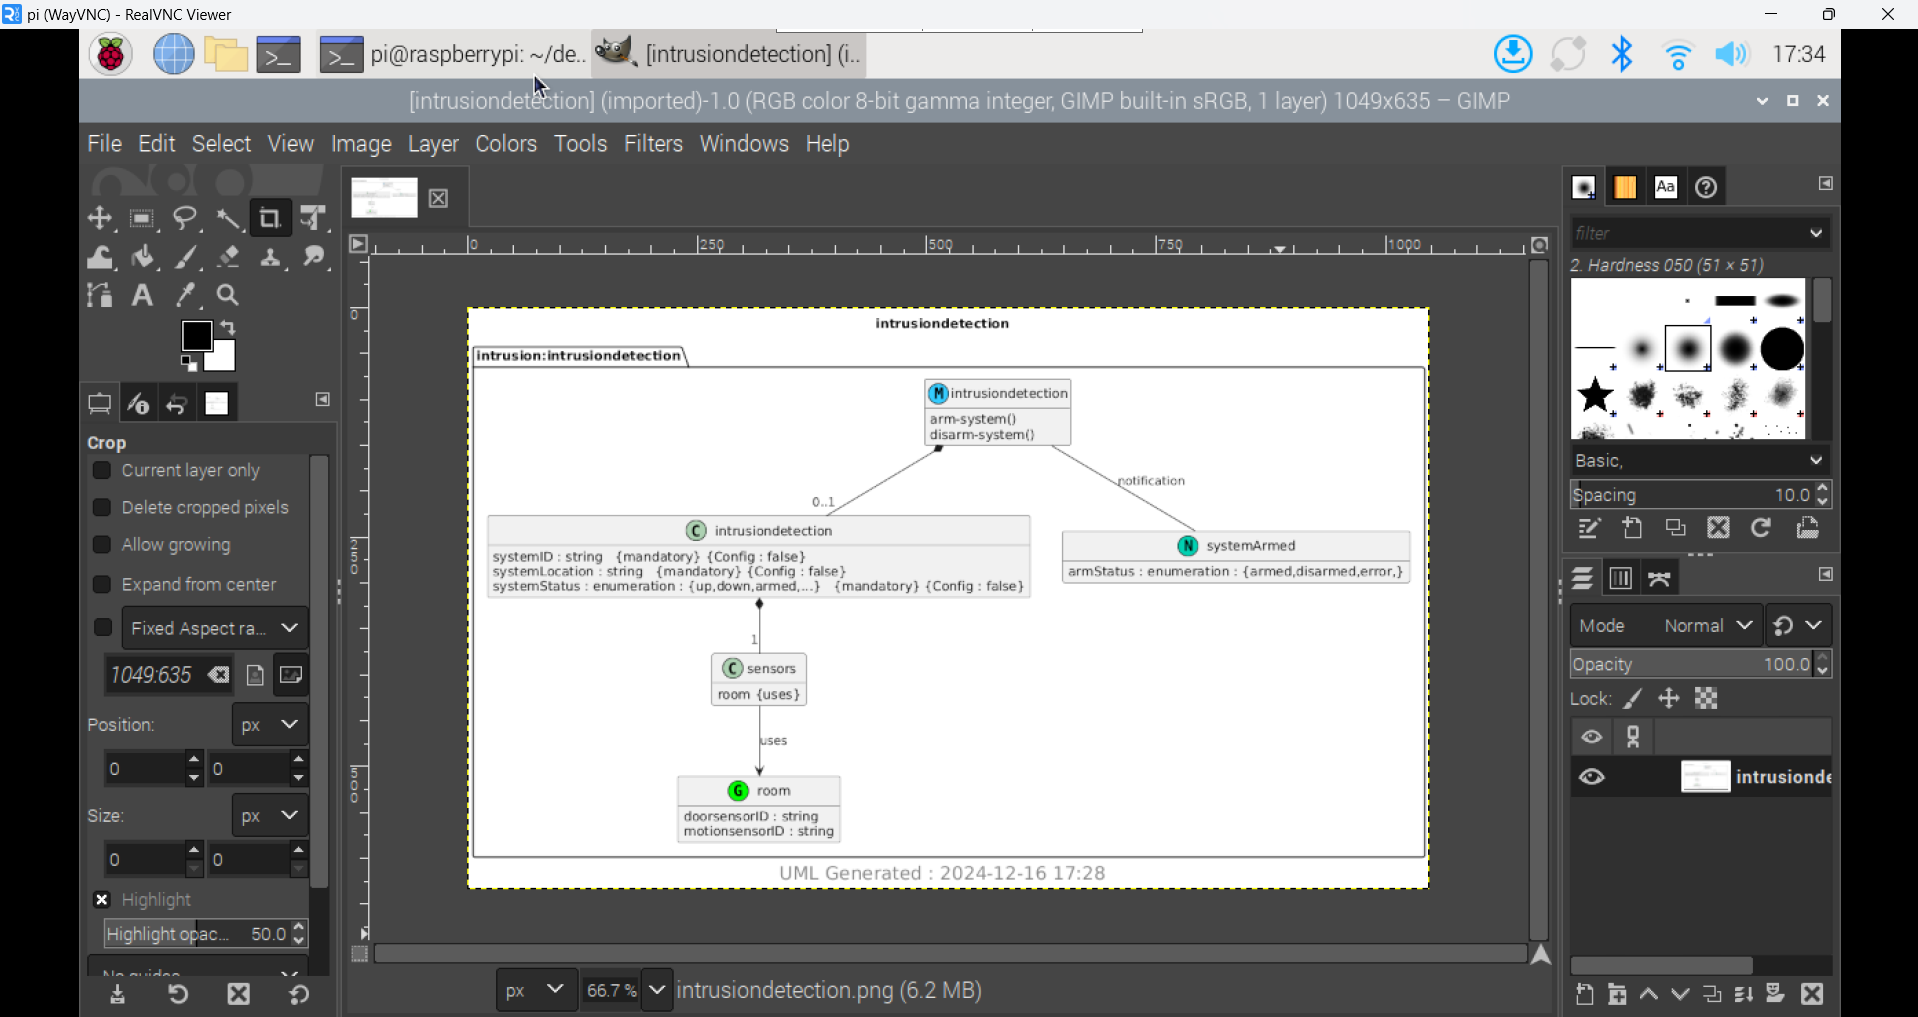 pi (WayVNC) - RealVNC Viewer
pi@raspberrypi: ~/de..
[intrusiondetection] (i..
17:34
[intrusiondetection] (imported)-1.0 (RGB color 8-bit gamma integer, GIMP built-in sRGB, 1 layer) 1049x635 – GIMP
File Edit Select View Image Layer Colors Tools Filters Windows Help
Aa
0 250 500 750 1000
filter
2. Hardness 050 (51 × 51)
0
250
500
intrusiondetection
intrusion:intrusiondetection
M intrusiondetection
arm-system()
disarm-system()
0..1
notification
C intrusiondetection
systemID : string {mandatory} {Config : false}
systemLocation : string {mandatory} {Config : false}
systemStatus : enumeration : {up,down,armed,...} {mandatory} {Config : false}
N systemArmed
armStatus : enumeration : {armed,disarmed,error,}
1
C sensors
room {uses}
uses
G room
doorsensorID : string
motionsensorID : string
UML Generated : 2024-12-16 17:28
Crop
Current layer only
Delete cropped pixels
Allow growing
Expand from center
Fixed Aspect ra...
1049:635
Position:
px
0 0
Size:
px
0 0
Highlight
Highlight opac... 50.0
No guides
px
66.7 %
intrusiondetection.png (6.2 MB)
Basic,
Spacing 10.0
Mode Normal
Opacity 100.0
Lock:
intrusionde